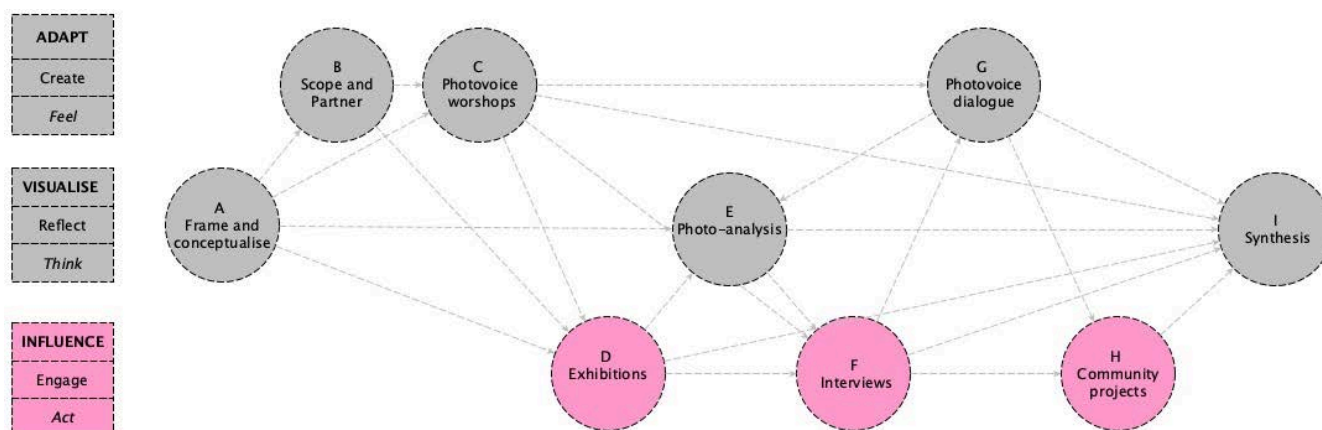 ADAPT
Create
Feel
B
Scope and
Partner
C
Photovoice
worshops
G
Photovoice
dialogue
VISUALISE
Reflect
Think
A
Frame and
conceptualise
E
Photo-analysis
I
Synthesis
INFLUENCE
Engage
Act
D
Exhibitions
F
Interviews
H
Community
projects